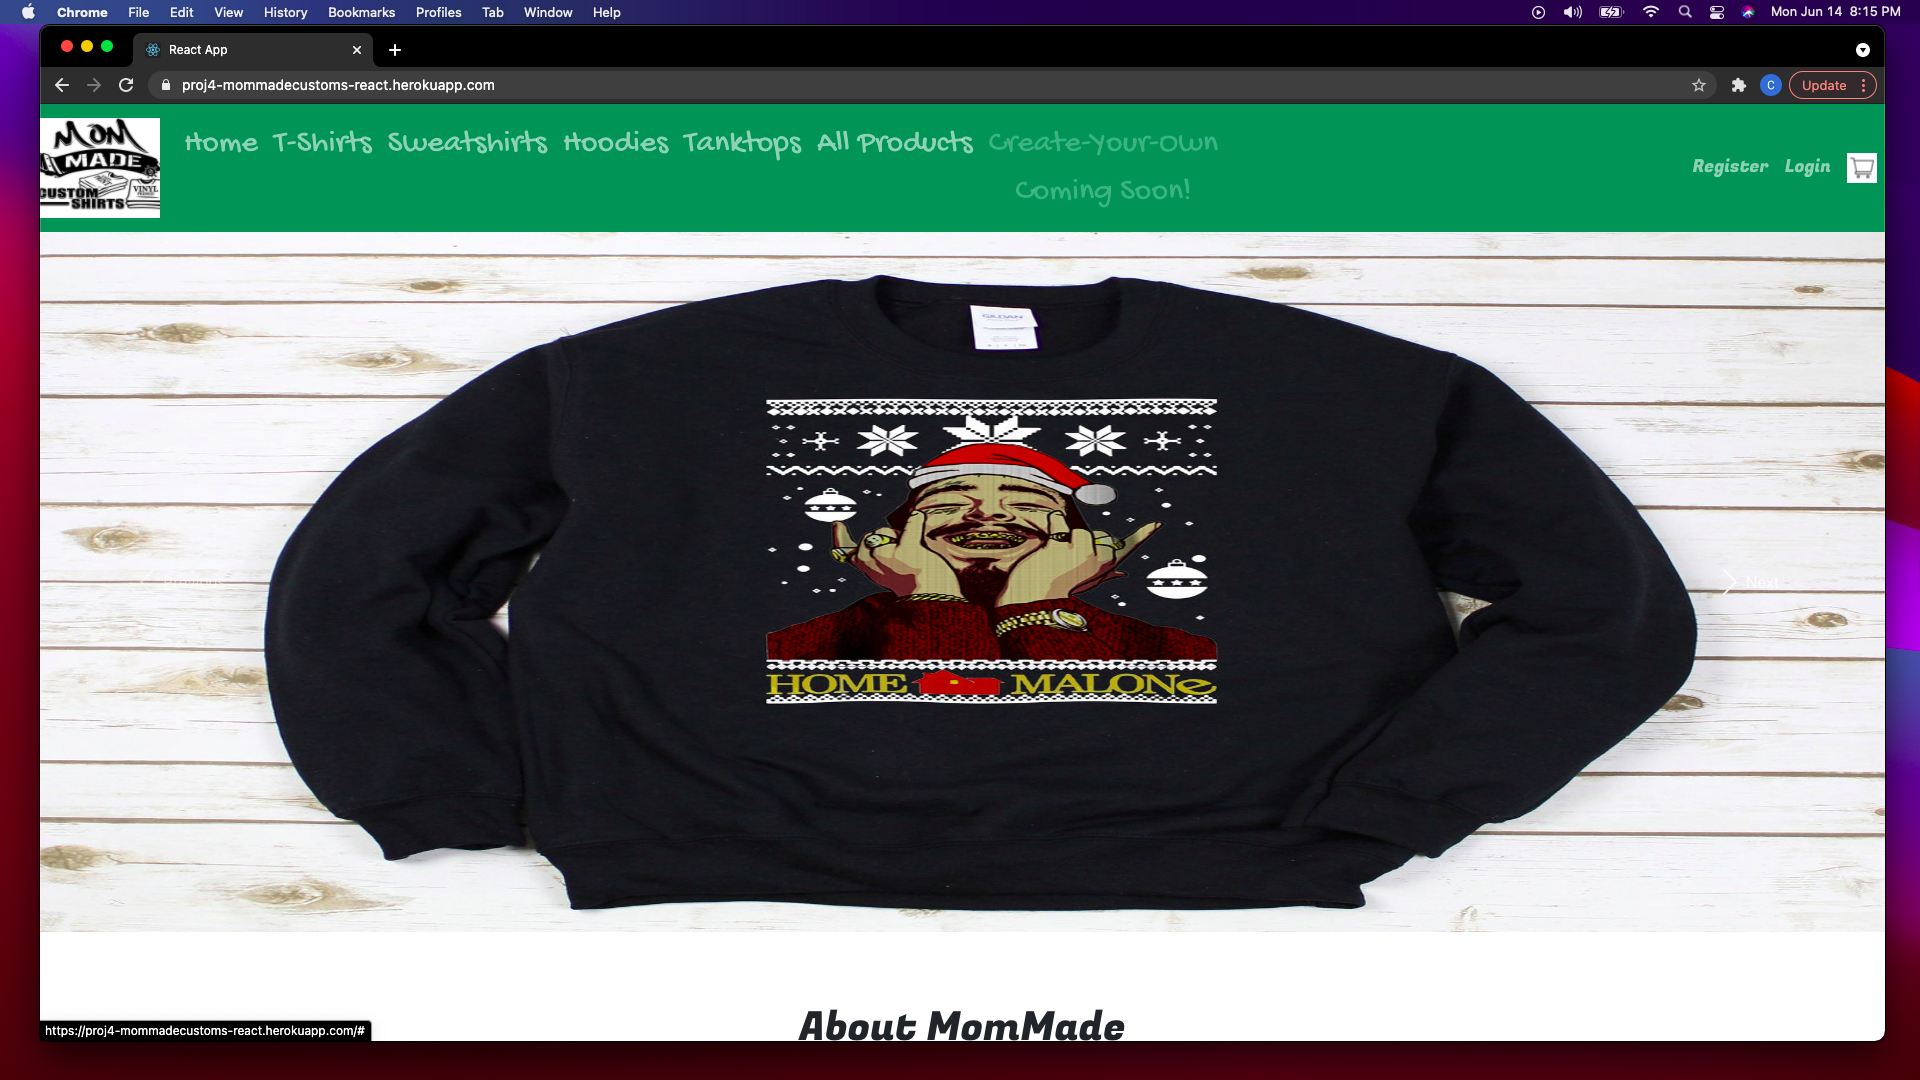 Chrome File Edit View History Bookmarks Profiles Tab Window Help
Mon Jun 14 8:15 PM
React App
proj4-mommadecustoms-react.herokuapp.com
C
Update
MOM
MADE
CUSTOM
SHIRTS
VINYL
Home T-Shirts Sweatshirts Hoodies Tanktops All Products Create-Your-Own
Coming Soon!
Register Login
GILDAN
HOME MALONe
Previous
Next
About MomMade
https://proj4-mommadecustoms-react.herokuapp.com/#